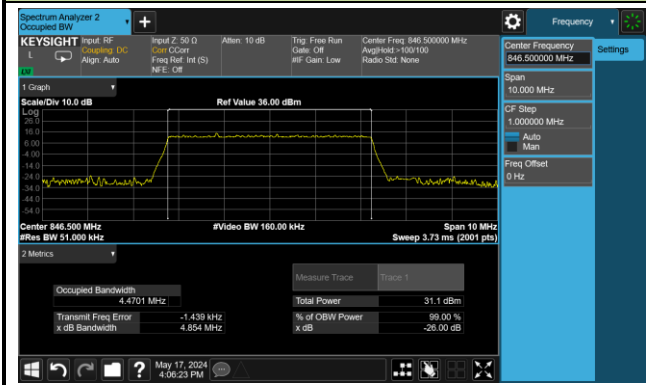 Spectrum Analyzer 2
Occupied BW
Frequency
KEYSIGHT
L
Input: RF
Coupling: DC
Align: Auto
Input Z: 50 Ω
Corr CCorr
Freq Ref: Int (S)
NFE: Off
Atten: 10 dB
Trig: Free Run
Gate: Off
#IF Gain: Low
Center Freq: 846.500000 MHz
Avg|Hold:>100/100
Radio Std: None
Center Frequency
846.500000 MHz
Settings
Span
10.000 MHz
CF Step
1.000000 MHz
Auto
Man
Freq Offset
0 Hz
1 Graph
Scale/Div 10.0 dB
Ref Value 36.00 dBm
Log
26.0
16.0
6.00
-4.00
-14.0
-24.0
-34.0
-44.0
-54.0
Center 846.500 MHz
#Video BW 160.00 kHz
Span 10 MHz
#Res BW 51.000 kHz
Sweep 3.73 ms (2001 pts)
2 Metrics
Measure Trace
Trace 1
Occupied Bandwidth
4.4701 MHz
Total Power
31.1 dBm
Transmit Freq Error
-1.439 kHz
% of OBW Power
99.00 %
x dB Bandwidth
4.854 MHz
x dB
-26.00 dB
May 17, 2024
4:06:23 PM